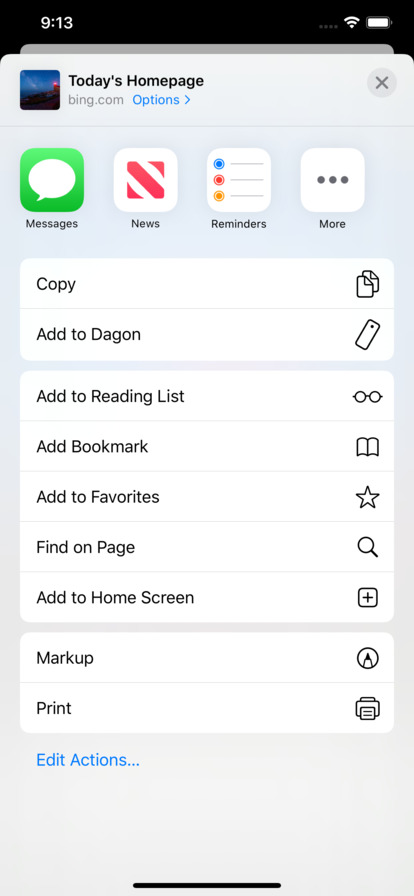 9:13
Today's Homepage
bing.com Options
Messages
News
Reminders
More
Copy
Add to Dagon
Add to Reading List
Add Bookmark
Add to Favorites
Find on Page
Add to Home Screen
Markup
Print
Edit Actions...